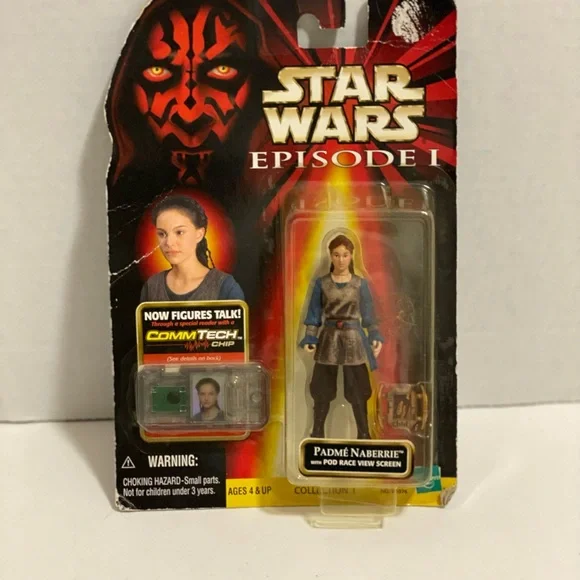 STAR
WARS
EPISODE I
NOW FIGURES TALK!
Through a special reader with a
COMMTECH™
CHIP
(See details on back)
PADMÉ NABERRIE™
WITH POD RACE VIEW SCREEN
WARNING:
CHOKING HAZARD-Small parts.
Not for children under 3 years.
AGES 4 & UP
COLLECTION 1